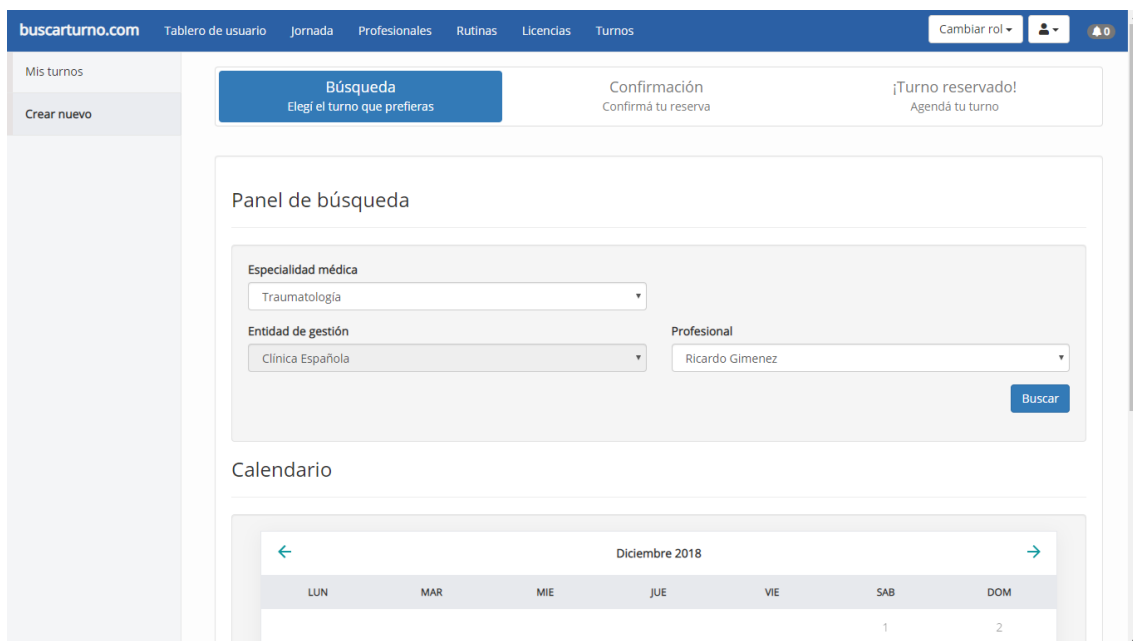 buscarturno.com Tablero de usuario Jornada Profesionales Rutinas Licencias Turnos Cambiar rol 0
Mis turnos
Crear nuevo
Búsqueda
Elegí el turno que prefieras
Confirmación
Confirmá tu reserva
¡Turno reservado!
Agendá tu turno
Panel de búsqueda
Especialidad médica
Traumatología
Entidad de gestión
Clínica Española
Profesional
Ricardo Gimenez
Buscar
Calendario
Diciembre 2018
LUN MAR MIE JUE VIE SAB DOM
1 2